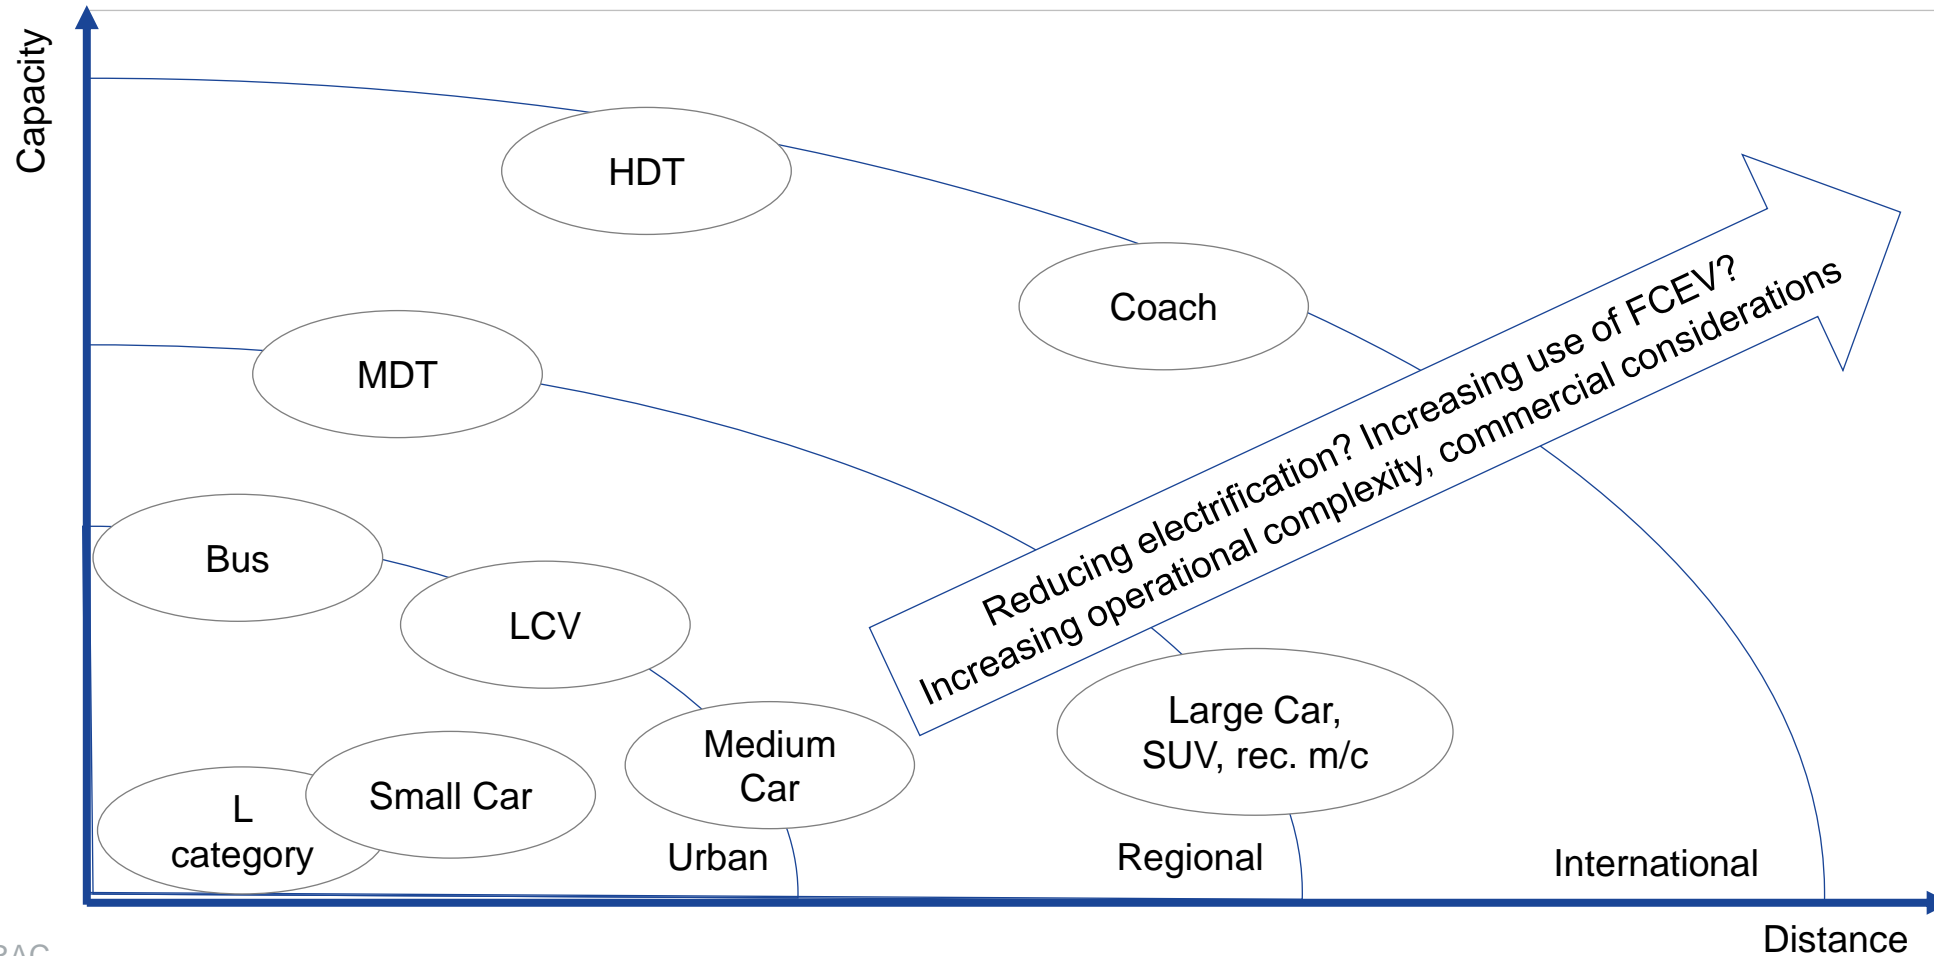 Capacity
HDT
Coach
MDT
Reducing electrification? Increasing use of FCEV?
Increasing operational complexity, commercial considerations
Bus
LCV
Medium
Car
Large Car,
SUV, rec. m/c
L
category
Small Car
Urban
Regional
International
Distance